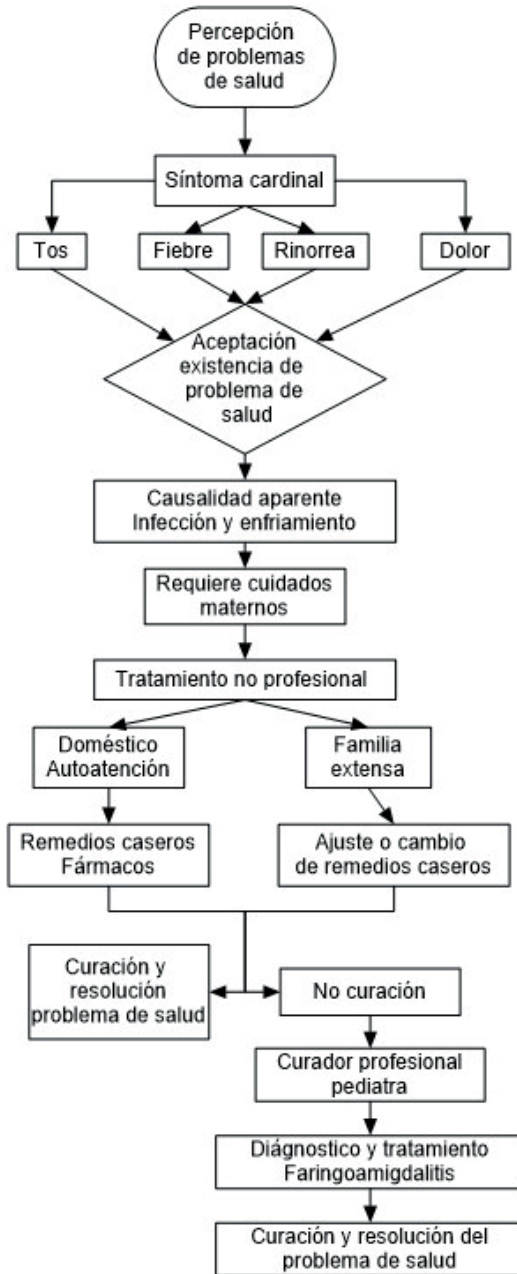 Percepción
de problemas
de salud
Síntoma cardinal
Tos
Fiebre
Rinorrea
Dolor
Aceptación
existencia de
problema de
salud
Causalidad aparente
Infección y enfriamiento
Requiere cuidados
maternos
Tratamiento no profesional
Doméstico
Autoatención
Familia
extensa
Remedios caseros
Fármacos
Ajuste o cambio
de remedios caseros
Curación y
resolución
problema de salud
No curación
Curador profesional
pediatra
Diágnostico y tratamiento
Faringoamigdalitis
Curación y resolución del
problema de salud